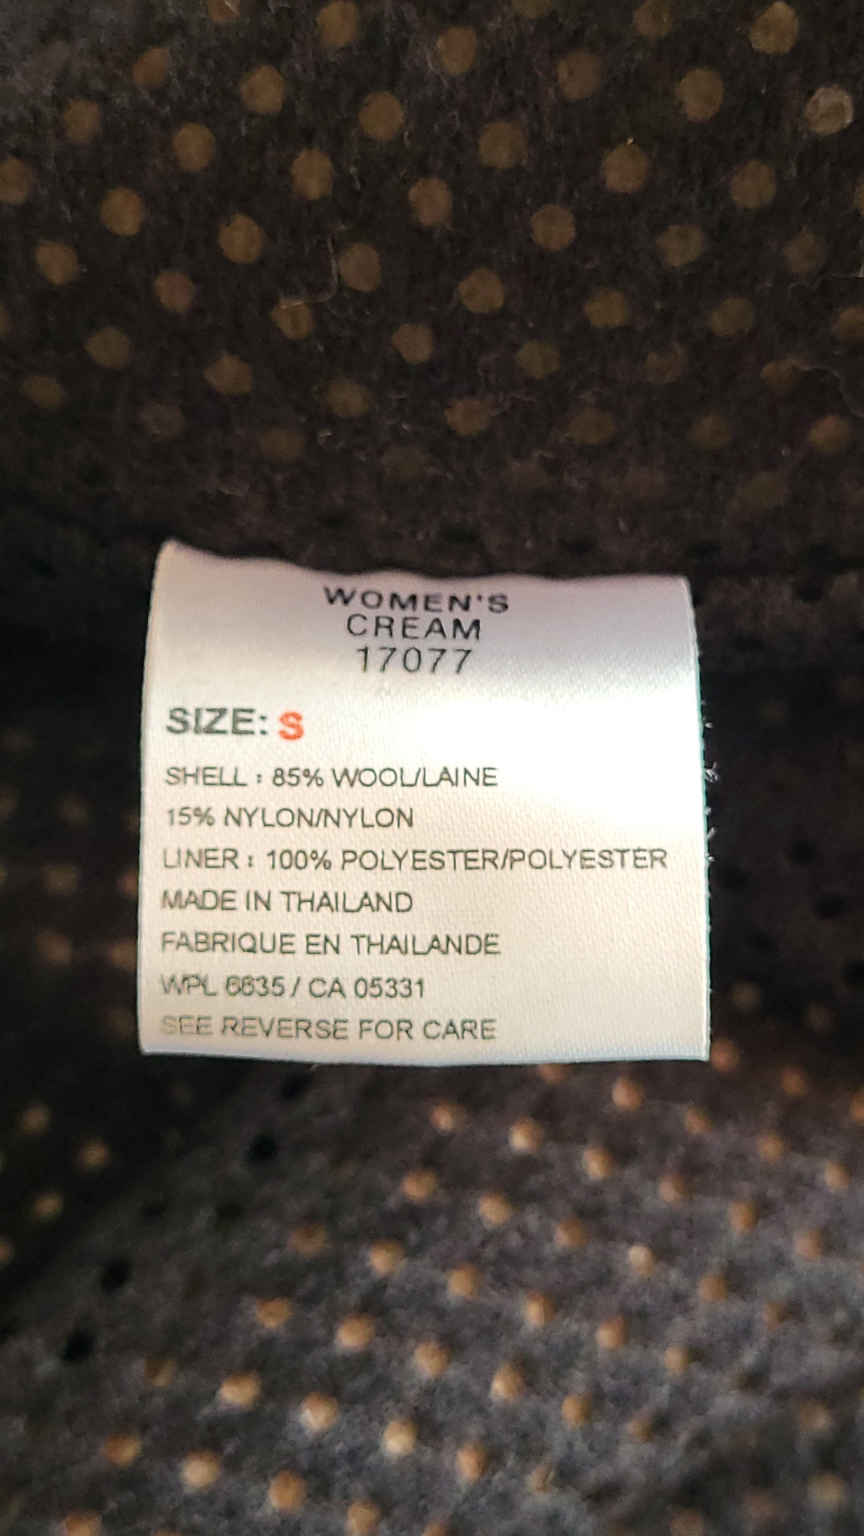 WOMEN'S
CREAM
17077
SIZE: S
SHELL : 85% WOOL/LAINE
15% NYLON/NYLON
LINER : 100% POLYESTER/POLYESTER
MADE IN THAILAND
FABRIQUE EN THAILANDE
WPL 6635 / CA 05331
SEE REVERSE FOR CARE